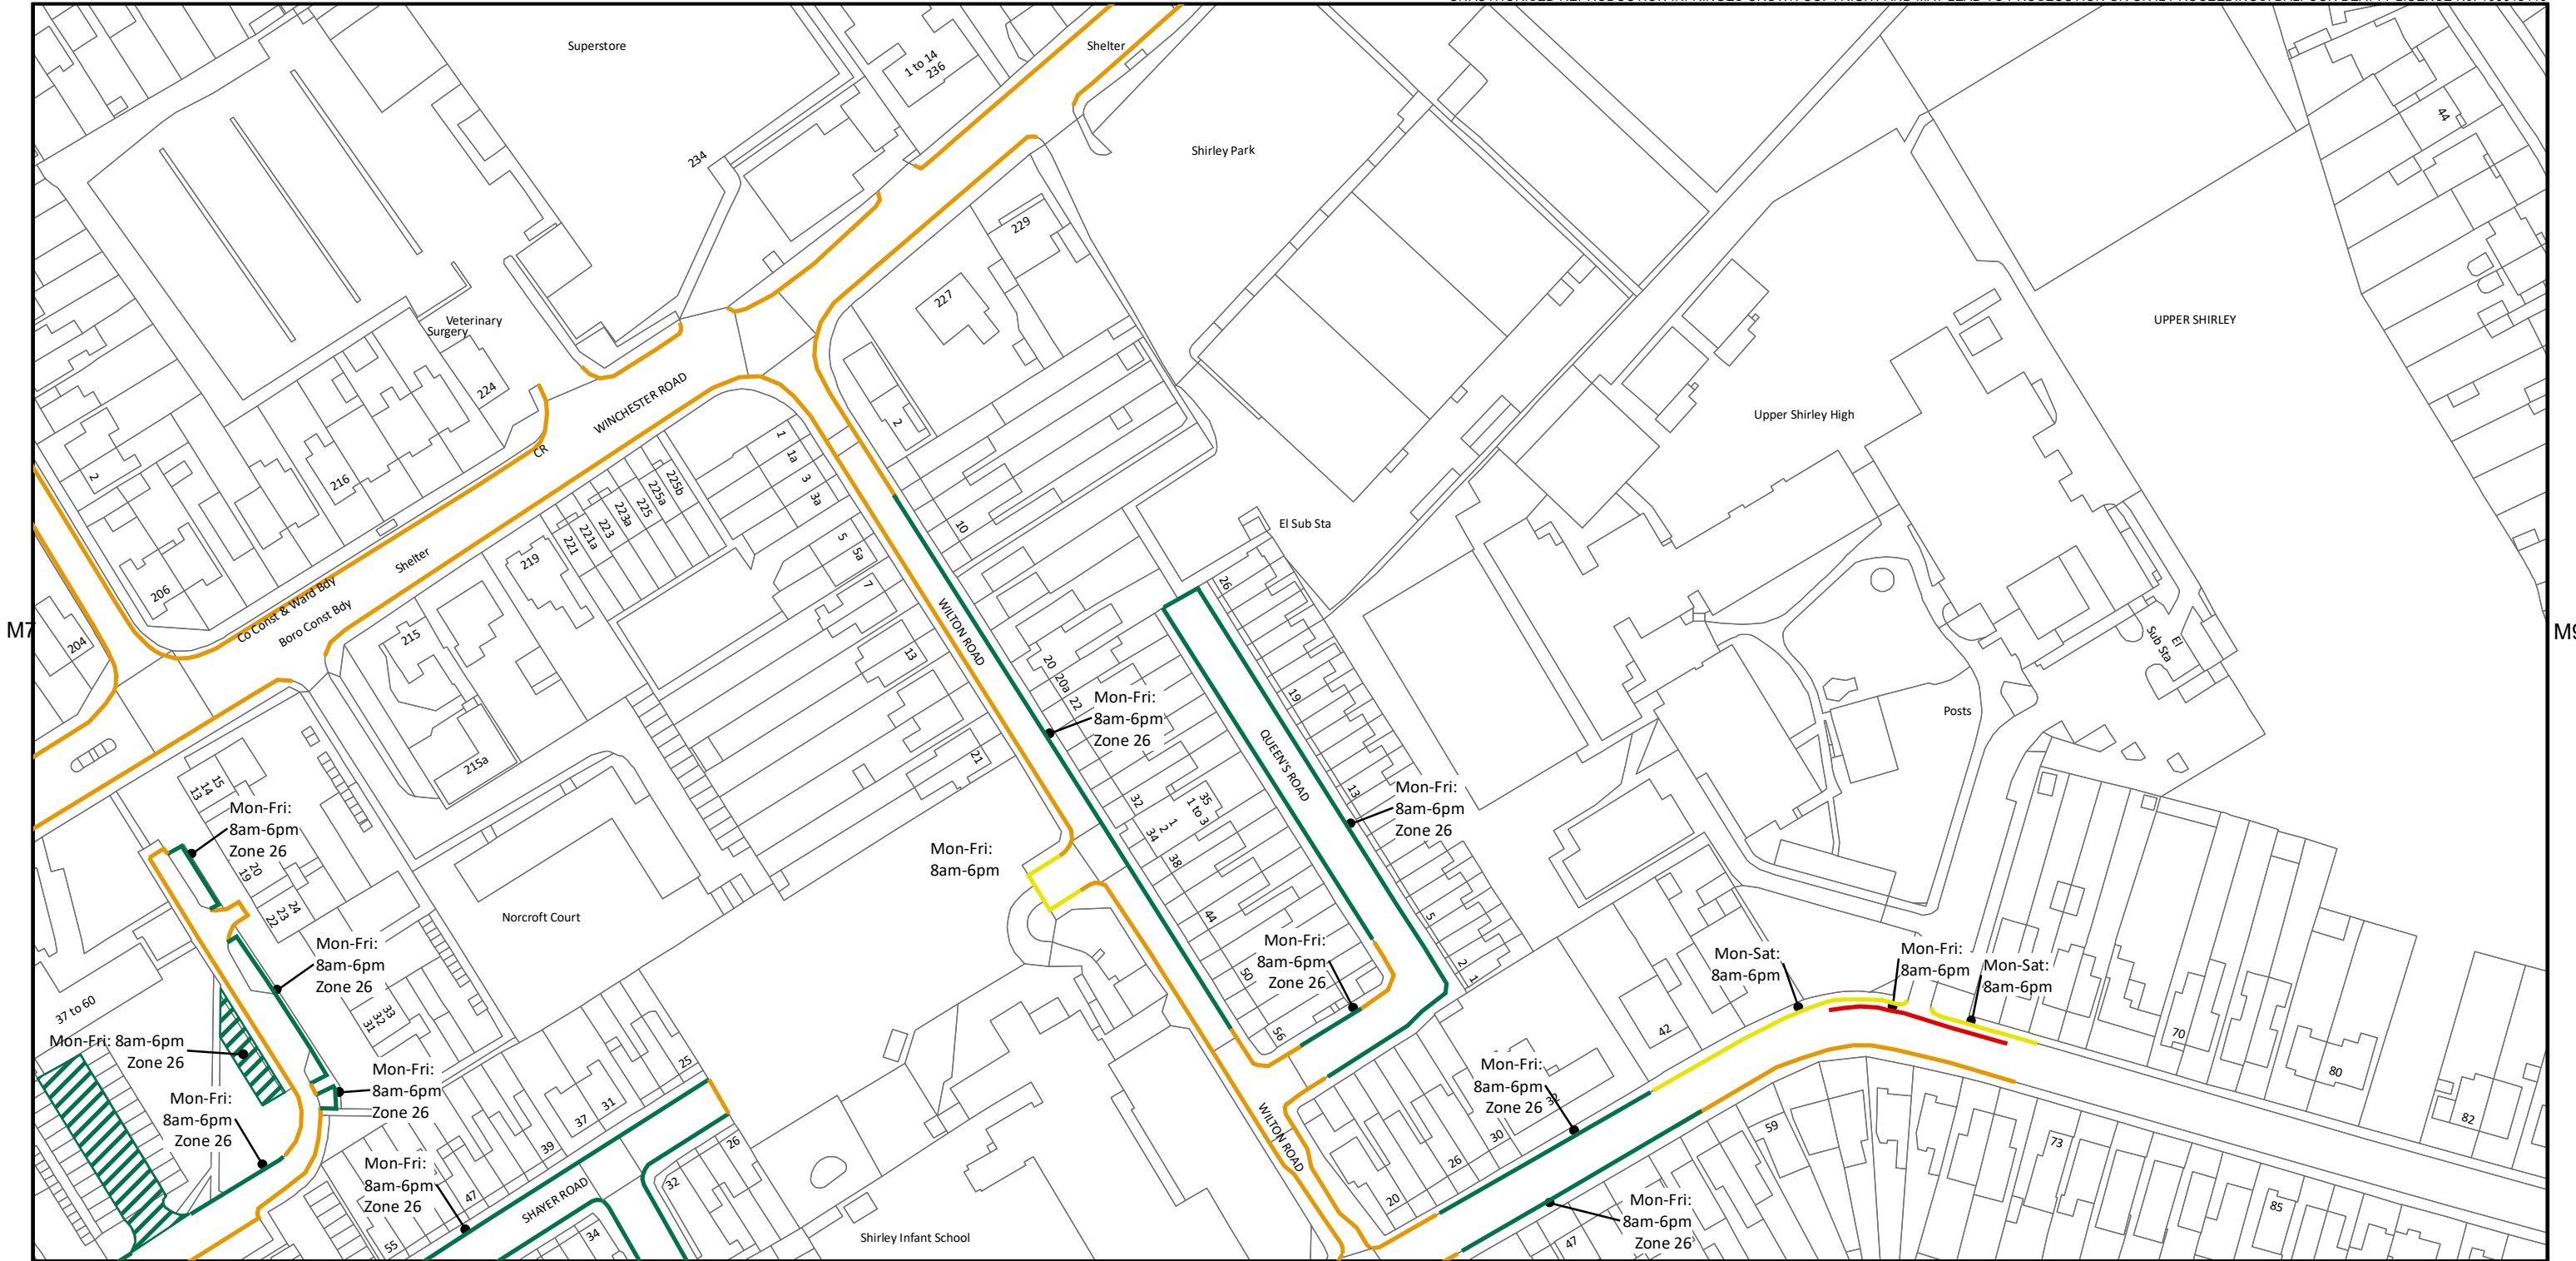 Superstore
Shelter
1 to 14
236
234
Shirley Park
44
229
227
UPPER SHIRLEY
Veterinary
Surgery
224
WINCHESTER ROAD
2
Upper Shirley High
CR
2
216
1
1a
3
3a
225b
225a
225
223a
223
221a
221
10
El Sub Sta
5
5a
Shelter
219
7
206
Co Const & Ward Bdy
Boro Const Bdy
26
M7
204
215
WILTON ROAD
13
El
Sub Sta
20
20a
22
19
Mon-Fri:
8am-6pm
Zone 26
Posts
QUEEN'S ROAD
215a
21
15
14
13
Mon-Fri:
8am-6pm
Zone 26
13
Mon-Fri:
8am-6pm
Zone 26
32
35
1 to 3
1
2
34
38
Mon-Fri:
8am-6pm
20
19
24
23
22
Norcroft Court
44
5
Mon-Fri:
8am-6pm
Zone 26
Mon-Fri:
8am-6pm
Zone 26
50
2
1
Mon-Sat:
8am-6pm
Mon-Fri:
8am-6pm
Mon-Sat:
8am-6pm
37 to 60
33
32
31
56
42
70
Mon-Fri: 8am-6pm
Zone 26
25
Mon-Fri:
8am-6pm
Zone 26
Mon-Fri:
8am-6pm
Zone 26
80
Mon-Fri:
8am-6pm
Zone 26
31
37
39
26
WILTON ROAD
30
26
59
73
82
Mon-Fri:
8am-6pm
Zone 26
47
SHAYER ROAD
32
20
Mon-Fri:
8am-6pm
Zone 26
85
55
34
Shirley Infant School
47